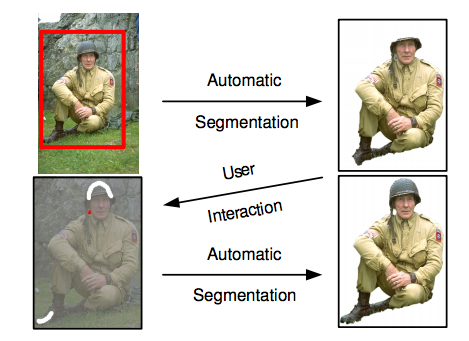 Automatic
Segmentation
User
Interaction
Automatic
Segmentation